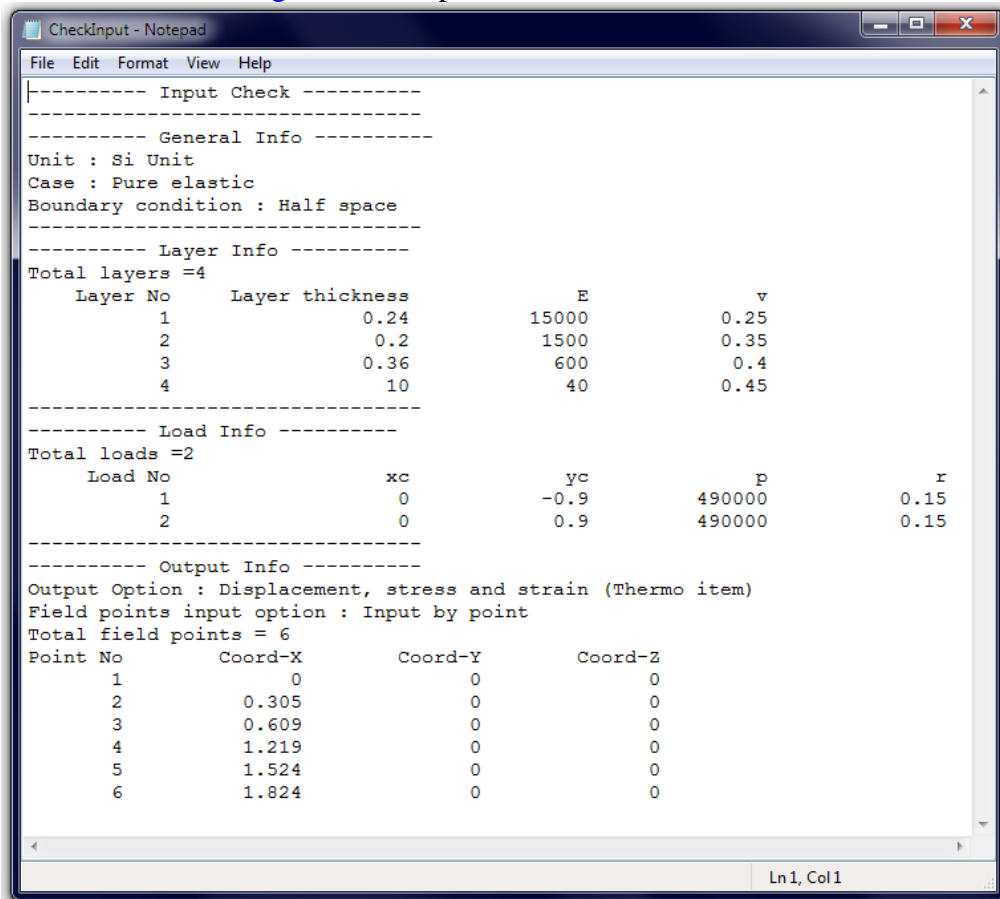 CheckInput - Notepad
File Edit Format View Help
---------- Input Check ----------
---------------------------------
---------- General Info ----------
Unit : Si Unit
Case : Pure elastic
Boundary condition : Half space
---------------------------------
---------- Layer Info ----------
Total layers =4
Layer No Layer thickness E v
1 0.24 15000 0.25
2 0.2 1500 0.35
3 0.36 600 0.4
4 10 40 0.45
---------------------------------
---------- Load Info ----------
Total loads =2
Load No xc yc p r
1 0 -0.9 490000 0.15
2 0 0.9 490000 0.15
---------------------------------
---------- Output Info ----------
Output Option : Displacement, stress and strain (Thermo item)
Field points input option : Input by point
Total field points = 6
Point No Coord-X Coord-Y Coord-Z
1 0 0 0
2 0.305 0 0
3 0.609 0 0
4 1.219 0 0
5 1.524 0 0
6 1.824 0 0
Ln 1, Col 1